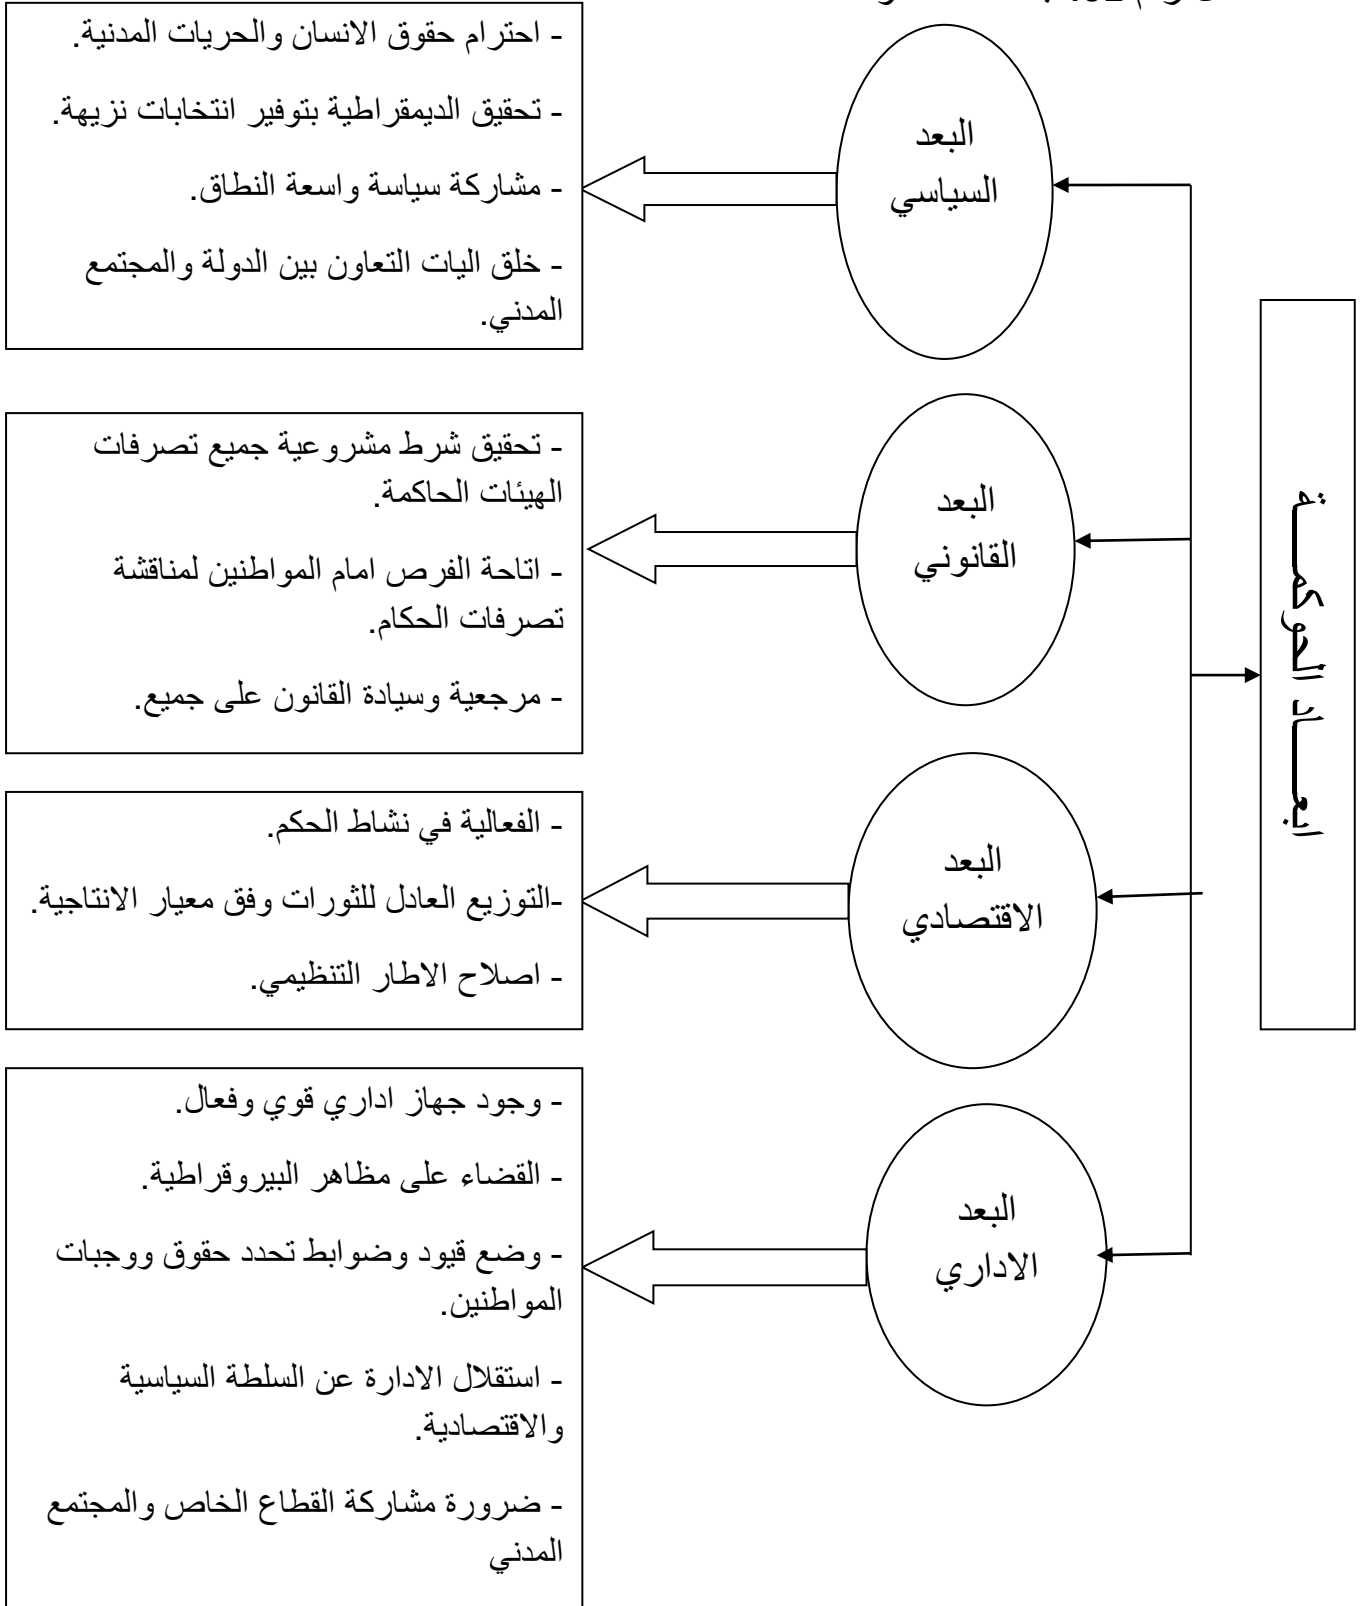 ابعـــاد الحوكمـــة
البعد
السياسي
- احترام حقوق الانسان والحريات المدنية.
- تحقيق الديمقراطية بتوفير انتخابات نزيهة.
- مشاركة سياسة واسعة النطاق.
- خلق اليات التعاون بين الدولة والمجتمع
المدني.
البعد
القانوني
- تحقيق شرط مشروعية جميع تصرفات
الهيئات الحاكمة.
- اتاحة الفرص امام المواطنين لمناقشة
تصرفات الحكام.
- مرجعية وسيادة القانون على جميع.
البعد
الاقتصادي
- الفعالية في نشاط الحكم.
-التوزيع العادل للثورات وفق معيار الانتاجية.
- اصلاح الاطار التنظيمي.
البعد
الاداري
- وجود جهاز اداري قوي وفعال.
- القضاء على مظاهر البيروقراطية.
- وضع قيود وضوابط تحدد حقوق ووجبات
المواطنين.
- استقلال الادارة عن السلطة السياسية
والاقتصادية.
- ضرورة مشاركة القطاع الخاص والمجتمع
المدني